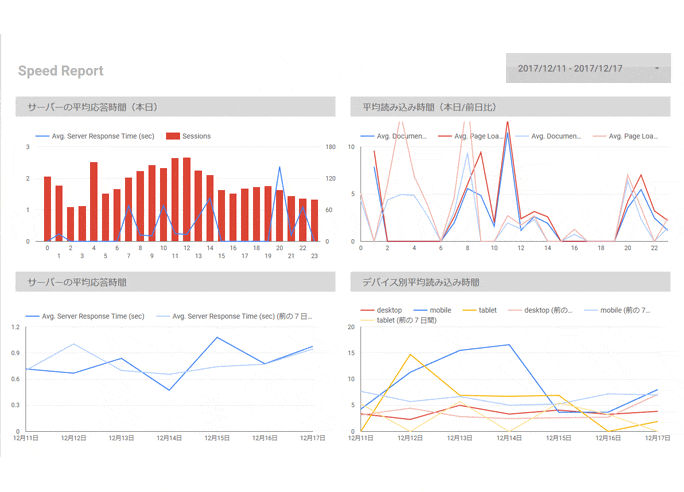 Speed Report
2017/12/11 - 2017/12/17
サーバーの平均応答時間（本日）
Avg. Server Response Time (sec)
Sessions
3
2
1
0
180
120
60
0
0 2 4 6 8 10 12 14 16 18 20 22
1 3 5 7 9 11 13 15 17 19 21 23
平均読み込み時間（本日/前日比）
Avg. Documen...
Avg. Page Loa...
Avg. Documen...
Avg. Page Loa...
10
5
0
0 2 4 6 8 10 12 14 16 18 20 22
サーバーの平均応答時間
Avg. Server Response Time (sec)
Avg. Server Response Time (sec) (前の 7 日...
1.2
0.9
0.6
0.3
0
12月11日 12月12日 12月13日 12月14日 12月15日 12月16日 12月17日
デバイス別平均読み込み時間
desktop
mobile
tablet
desktop (前の...
mobile (前の 7...
tablet (前の 7 日間)
20
15
10
5
0
12月11日 12月12日 12月13日 12月14日 12月15日 12月16日 12月17日